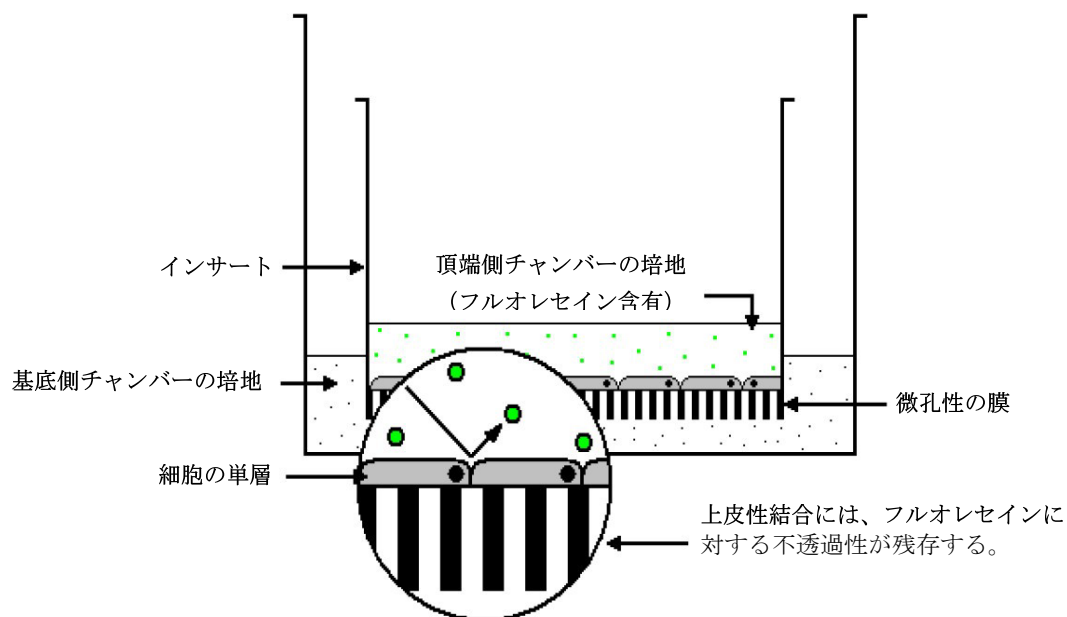 インサート
頂端側チャンバーの培地
（フルオレセイン含有）
基底側チャンバーの培地
微孔性の膜
細胞の単層
上皮性結合には、フルオレセインに
対する不透過性が残存する。